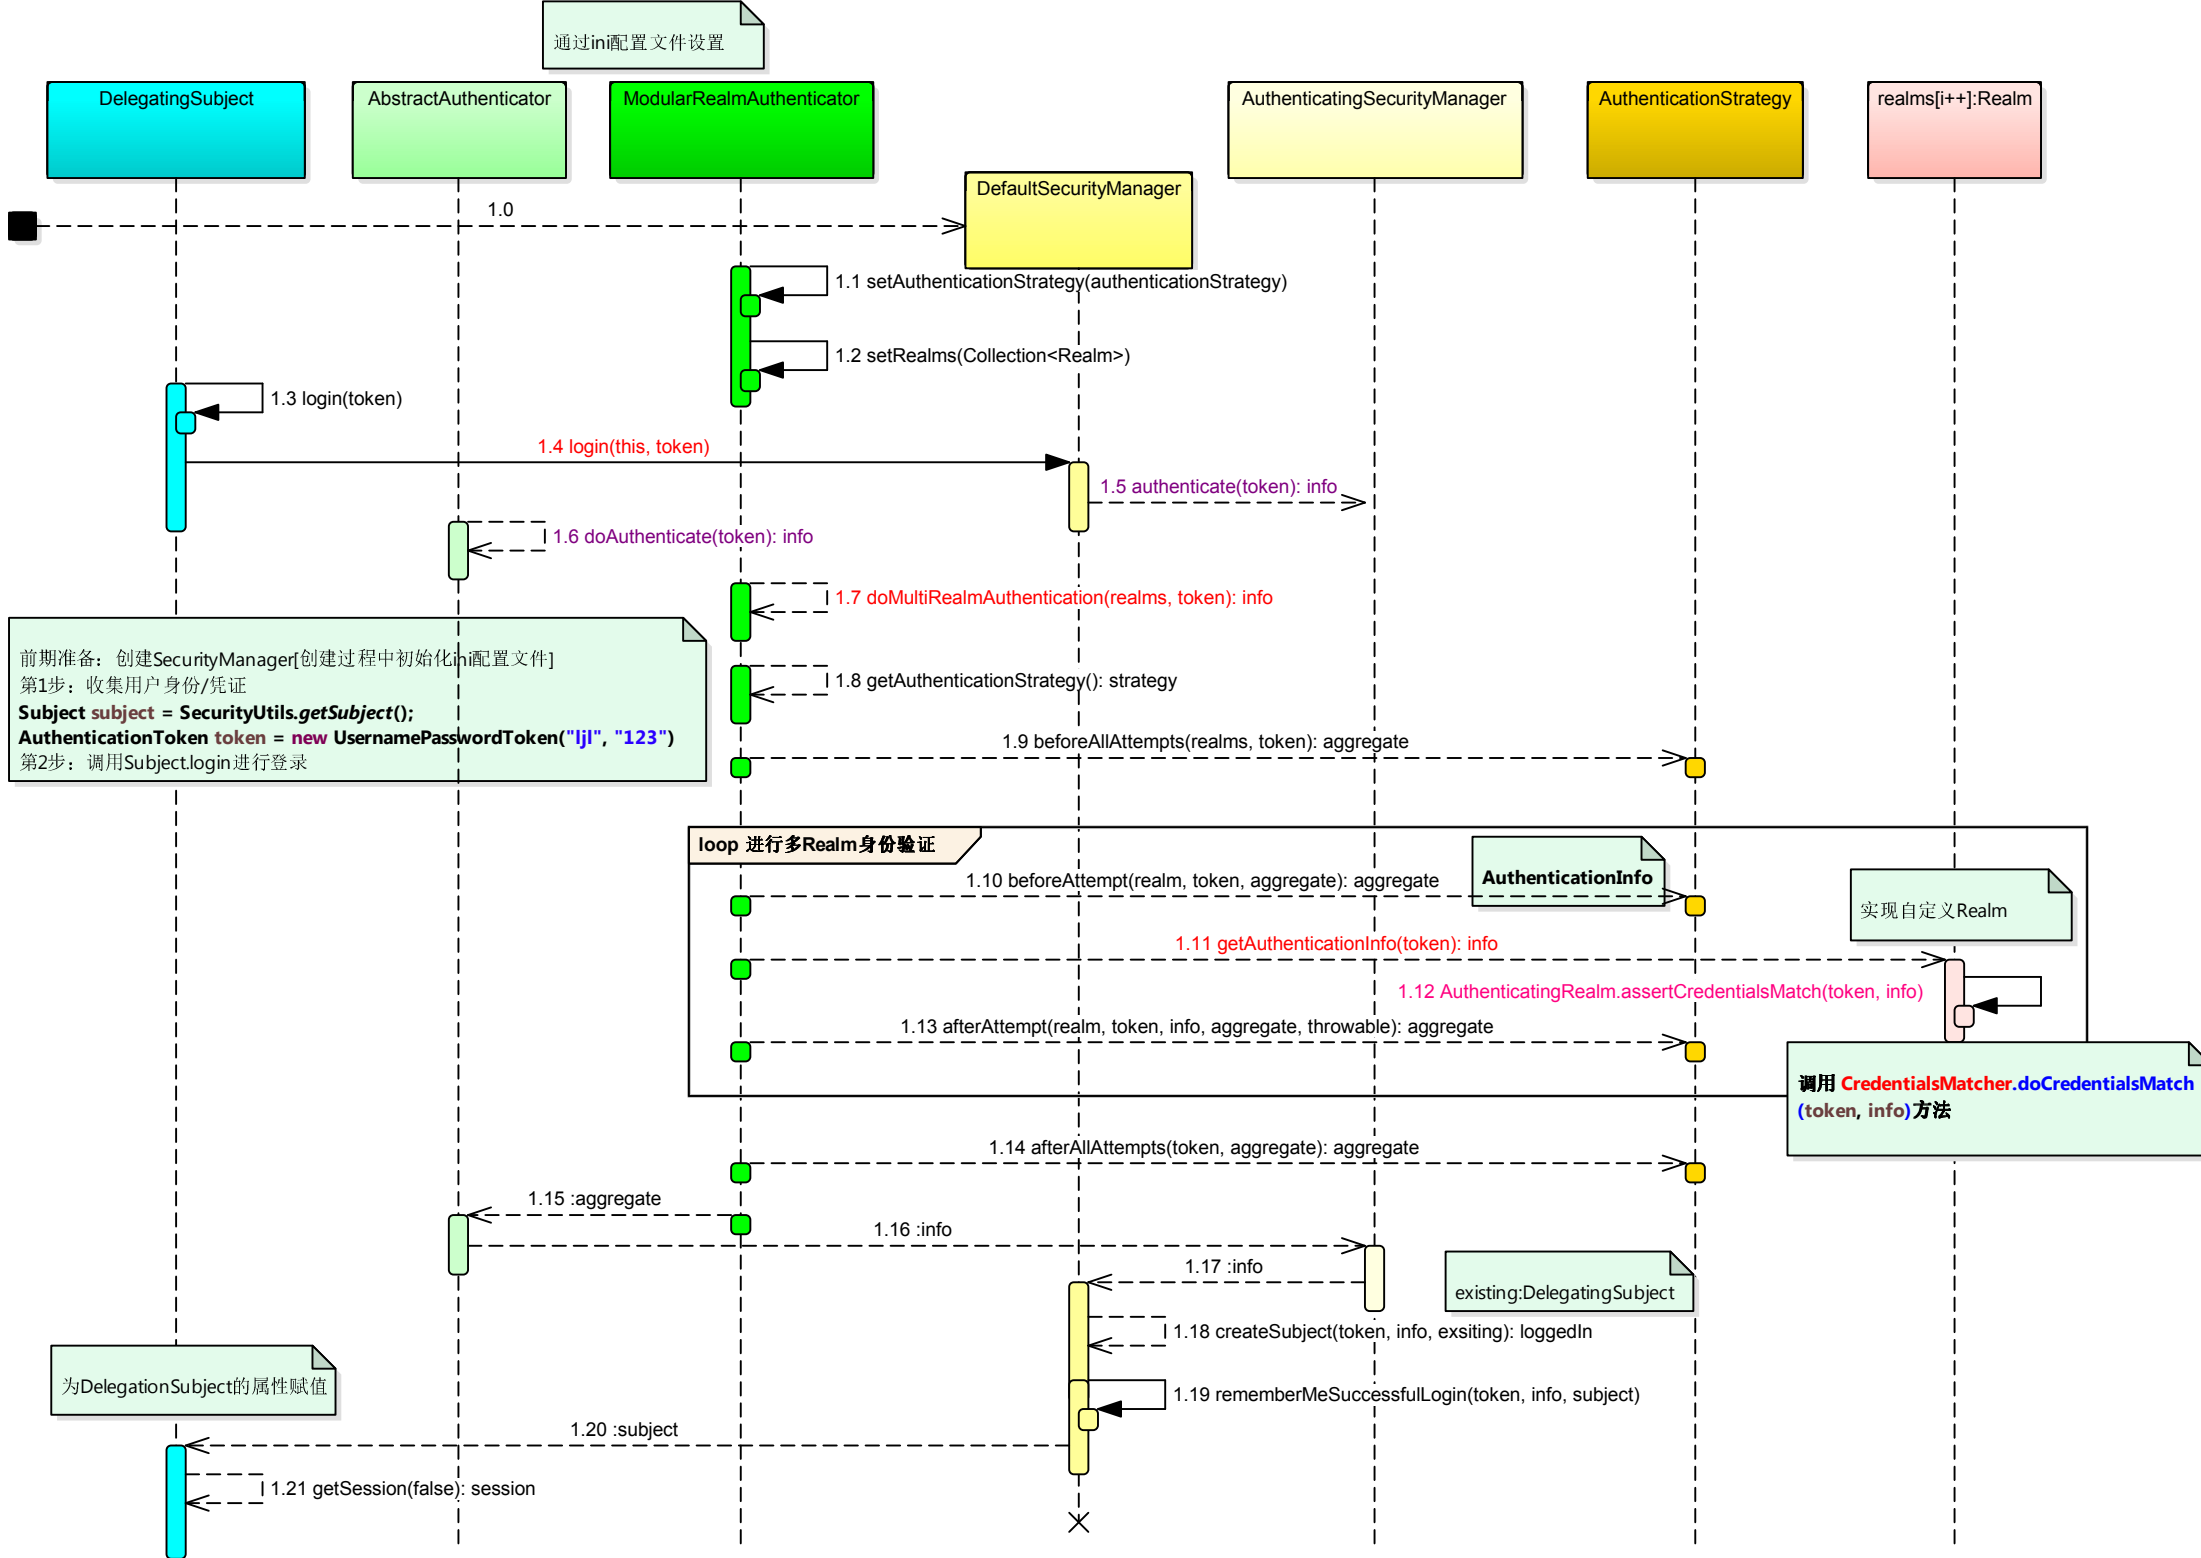 通过ini配置文件设置
DelegatingSubject
AbstractAuthenticator
ModularRealmAuthenticator
AuthenticatingSecurityManager
AuthenticationStrategy
realms[i++]:Realm
DefaultSecurityManager
1.0
1.1 setAuthenticationStrategy(authenticationStrategy)
1.2 setRealms(Collection<Realm>)
1.3 login(token)
1.4 login(this, token)
1.5 authenticate(token): info
1.6 doAuthenticate(token): info
1.7 doMultiRealmAuthentication(realms, token): info
前期准备：创建SecurityManager[创建过程中初始化ini配置文件]
第1步：收集用户身份/凭证
Subject subject = SecurityUtils.getSubject();
AuthenticationToken token = new UsernamePasswordToken("ljl", "123")
第2步：调用Subject.login进行登录
1.8 getAuthenticationStrategy(): strategy
1.9 beforeAllAttempts(realms, token): aggregate
loop 进行多Realm身份验证
AuthenticationInfo
1.10 beforeAttempt(realm, token, aggregate): aggregate
实现自定义Realm
1.11 getAuthenticationInfo(token): info
1.12 AuthenticatingRealm.assertCredentialsMatch(token, info)
1.13 afterAttempt(realm, token, info, aggregate, throwable): aggregate
调用 CredentialsMatcher.doCredentialsMatch
(token, info)方法
1.14 afterAllAttempts(token, aggregate): aggregate
1.15 :aggregate
1.16 :info
1.17 :info
existing:DelegatingSubject
1.18 createSubject(token, info, exsiting): loggedIn
为DelegationSubject的属性赋值
1.19 rememberMeSuccessfulLogin(token, info, subject)
1.20 :subject
1.21 getSession(false): session